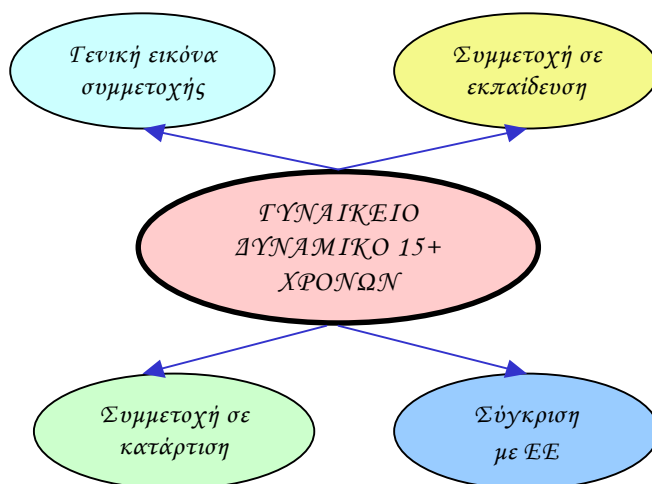 Γενική εικόνα
συμμετοχής
Συμμετοχή σε
εκπαίδευση
ΓΥΝΑΙΚΕΙΟ
ΔΥΝΑΜΙΚΟ 15+
ΧΡΟΝΩΝ
Συμμετοχή σε
κατάρτιση
Σύγκριση
με ΕΕ